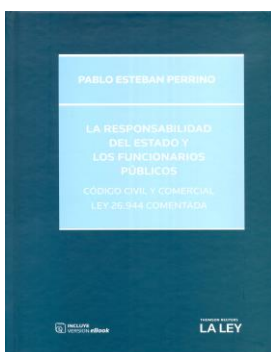 PABLO ESTEBAN PERRINO
LA RESPONSABILIDAD
DEL ESTADO Y
LOS FUNCIONARIOS
PÚBLICOS
CÓDIGO CIVIL Y COMERCIAL
LEY 26.944 COMENTADA
INCLUYE
VERSIÓN eBook
THOMSON REUTERS
LA LEY